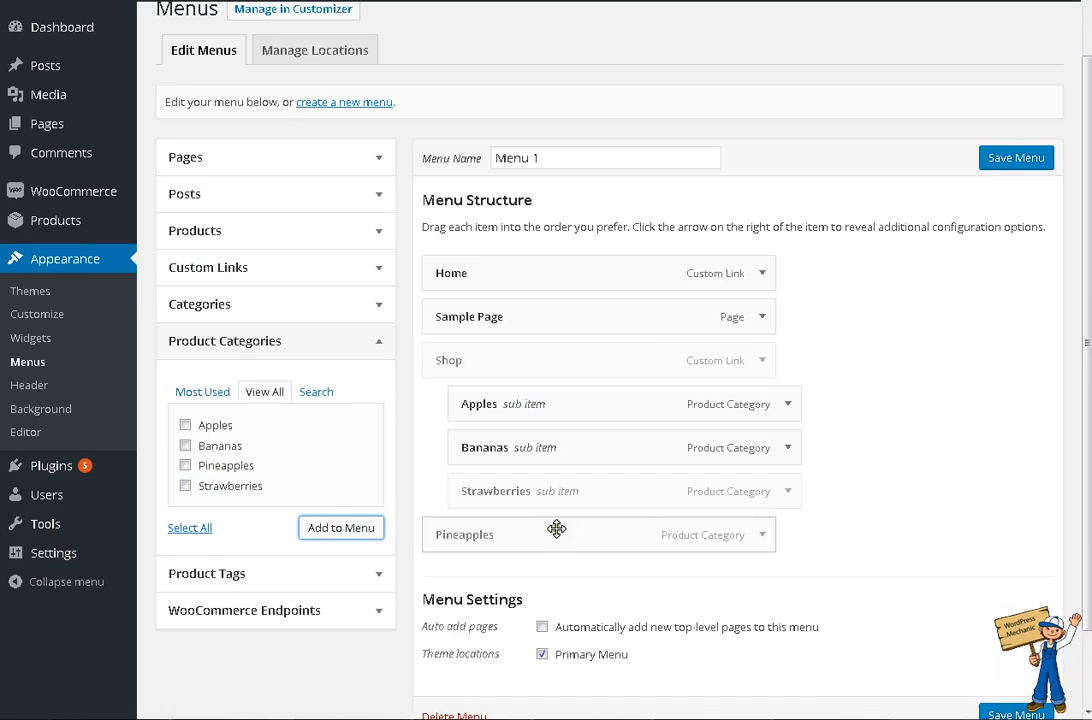 Menus
Manage in Customizer
Edit Menus
Manage Locations
Edit your menu below, or create a new menu.
Dashboard
Posts
Media
Pages
Comments
WooCommerce
Products
Appearance
Themes
Customize
Widgets
Menus
Header
Background
Editor
Plugins 5
Users
Tools
Settings
Collapse menu
Pages
Posts
Products
Custom Links
Categories
Product Categories
Most Used
View All
Search
Apples
Bananas
Pineapples
Strawberries
Select All
Add to Menu
Product Tags
WooCommerce Endpoints
Menu Name
Menu 1
Save Menu
Menu Structure
Drag each item into the order you prefer. Click the arrow on the right of the item to reveal additional configuration options.
Home Custom Link
Sample Page Page
Shop Custom Link
Apples sub item Product Category
Bananas sub item Product Category
Strawberries sub item Product Category
Pineapples Product Category
Menu Settings
Auto add pages
Automatically add new top-level pages to this menu
Theme locations
Primary Menu
Delete Menu
Save Menu
WordPress
Mechanic